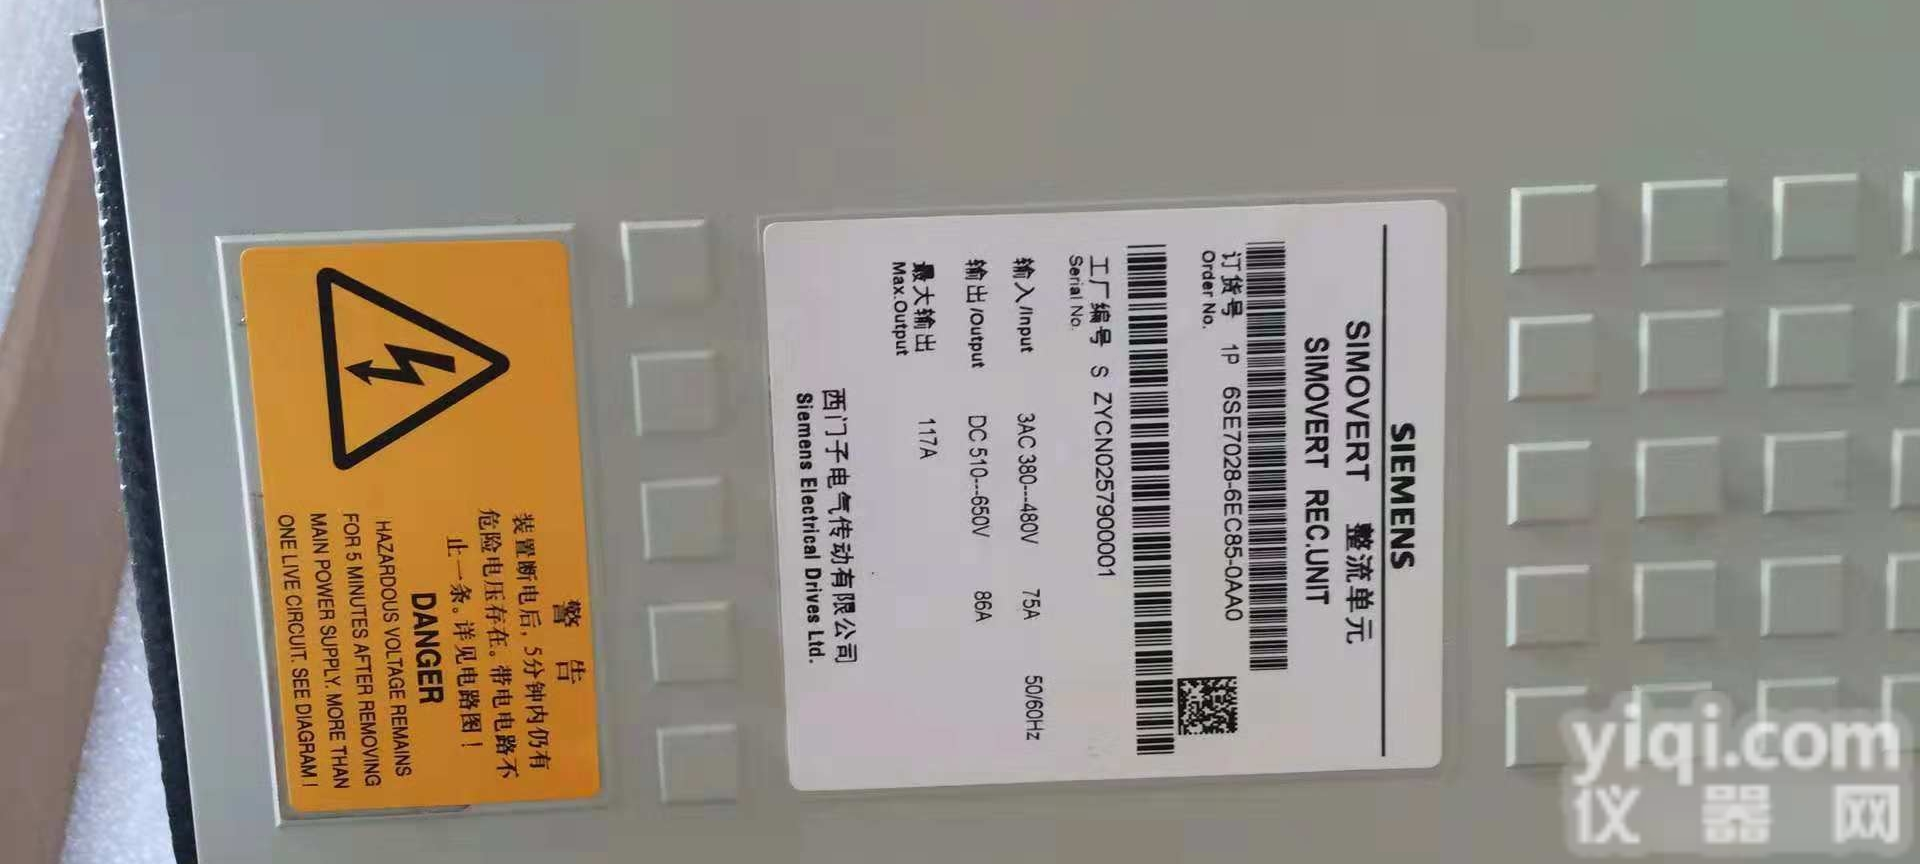 SIEMENS
SIMOVERT 整流单元
SIMOVERT REC.UNIT
订货号 1P 6SE7028-6EC85-0AA0
Order No.
工厂编号 S ZYCN0257900001
Serial No.
输入/Input 3AC 380---480V 75A 50/60Hz
输出/Output DC 510---650V 86A
最大输出 117A
Max.Output
西门子电气传动有限公司
Siemens Electrical Drives Ltd.
警 告
装置断电后，5分钟内仍有
危险电压存在。带电电路不
止一条。详见电路图！
DANGER
HAZARDOUS VOLTAGE REMAINS
FOR 5 MINUTES AFTER REMOVING
MAIN POWER SUPPLY. MORE THAN
ONE LIVE CIRCUIT. SEE DIAGRAM !
yiqi.com
仪器网